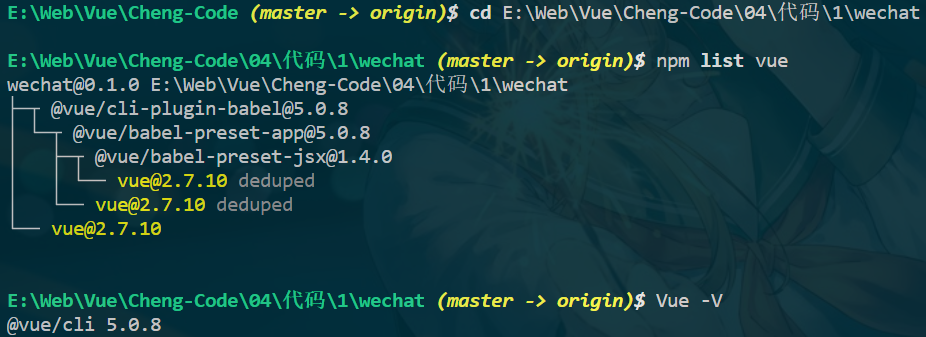 E:\Web\Vue\Cheng-Code (master -> origin)$ cd E:\Web\Vue\Cheng-Code\04\代码\1\wechat
E:\Web\Vue\Cheng-Code\04\代码\1\wechat (master -> origin)$ npm list vue
wechat@0.1.0 E:\Web\Vue\Cheng-Code\04\代码\1\wechat
├─┬ @vue/cli-plugin-babel@5.0.8
│ └─┬ @vue/babel-preset-app@5.0.8
│   ├─┬ @vue/babel-preset-jsx@1.4.0
│   │ └── vue@2.7.10 deduped
│   └── vue@2.7.10 deduped
└── vue@2.7.10
E:\Web\Vue\Cheng-Code\04\代码\1\wechat (master -> origin)$ Vue -V
@vue/cli 5.0.8